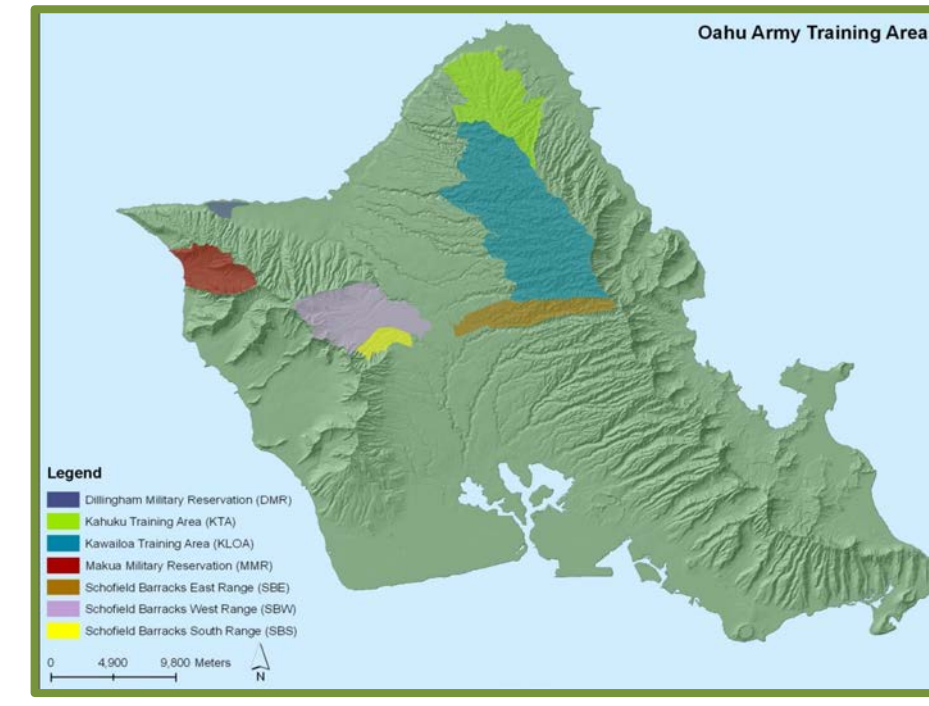 Oahu Army Training Area
Legend
Dillingham Military Reservation (DMR)
Kahuku Training Area (KTA)
Kawailoa Training Area (KLOA)
Makua Military Reservation (MMR)
Schofield Barracks East Range (SBE)
Schofield Barracks West Range (SBW)
Schofield Barracks South Range (SBS)
0 4,900 9,800 Meters
N